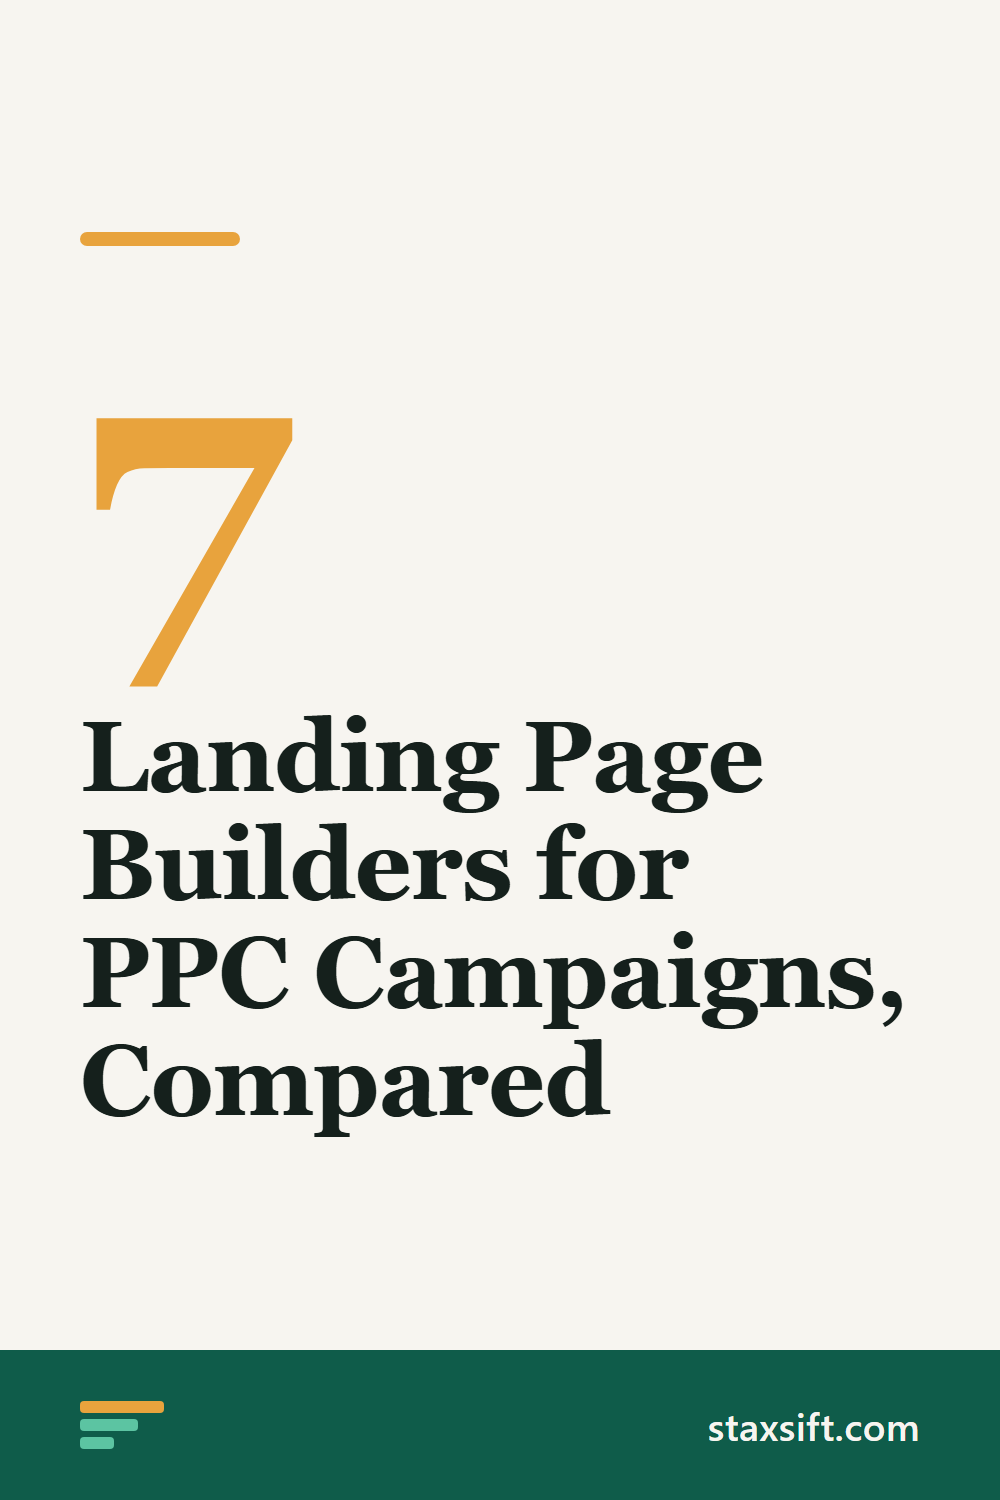 7
Landing Page
Builders for
PPC Campaigns,
Compared
staxsift.com